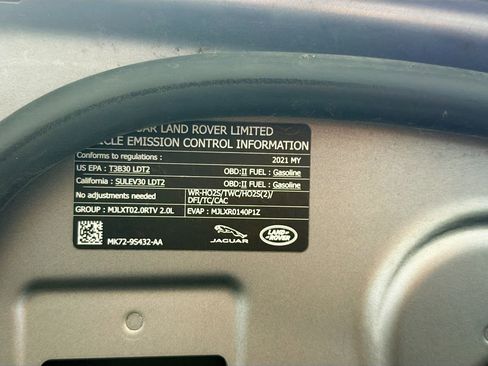 CAR LAND ROVER LIMITED
CLE EMISSION CONTROL INFORMATION
Conforms to regulations : 2021 MY
US EPA : T3B30 LDT2 OBD:II FUEL : Gasoline
California : SULEV30 LDT2 OBD:II FUEL : Gasoline
No adjustments needed WR-HO2S/TWC/HO2S(2)/
DFI/TC/CAC
GROUP : MJLXT02.0RTV 2.0L EVAP : MJLXR0140P1Z
MK72-9S432-AA
JAGUAR
LAND-
ROVER